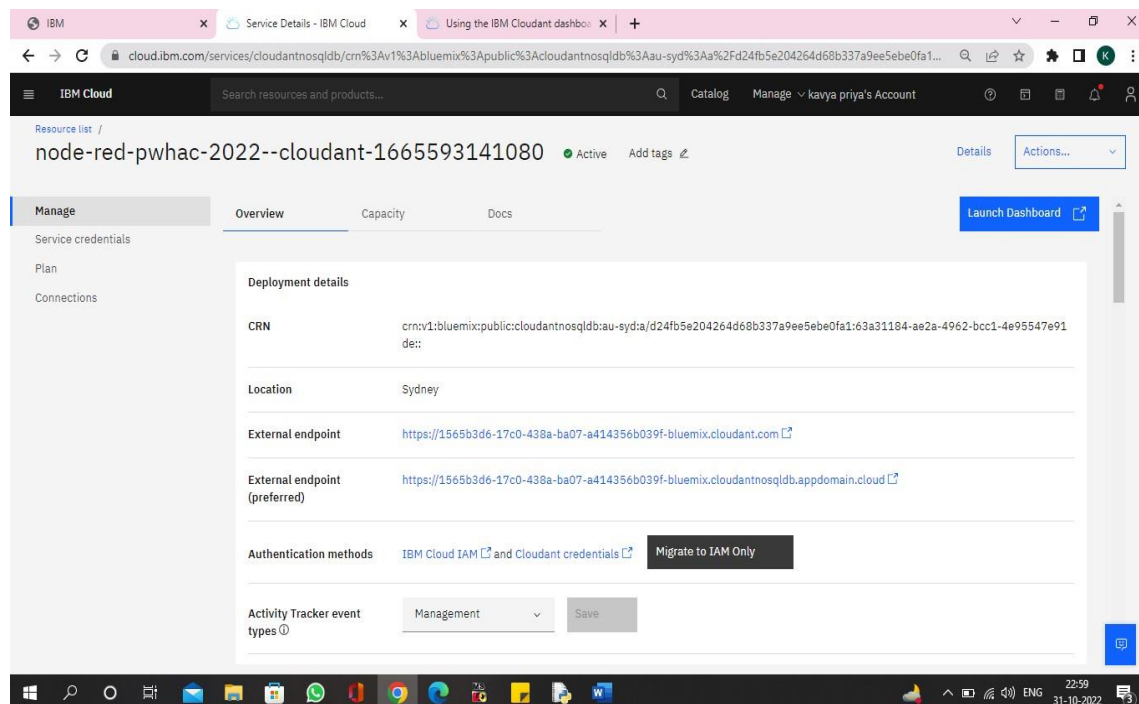 IBM
Service Details - IBM Cloud
Using the IBM Cloudant dashboa
cloud.ibm.com/services/cloudantnosqldb/crn%3Av1%3Abluemix%3Apublic%3Acloudantnosqldb%3Aau-syd%3Aa%2Fd24fb5e204264d68b337a9ee5ebe0fa1...
K
IBM Cloud
Search resources and products...
Catalog
Manage
kavya priya's Account
Resource list /
node-red-pwhac-2022--cloudant-1665593141080
Active
Add tags
Details
Actions...
Manage
Service credentials
Plan
Connections
Overview
Capacity
Docs
Launch Dashboard
Deployment details
CRN
crn:v1:bluemix:public:cloudantnosqldb:au-syd:a/d24fb5e204264d68b337a9ee5ebe0fa1:63a31184-ae2a-4962-bcc1-4e95547e91
de::
Location
Sydney
External endpoint
https://1565b3d6-17c0-438a-ba07-a414356b039f-bluemix.cloudant.com
External endpoint
(preferred)
https://1565b3d6-17c0-438a-ba07-a414356b039f-bluemix.cloudantnosqldb.appdomain.cloud
Authentication methods
IBM Cloud IAM and Cloudant credentials
Migrate to IAM Only
Activity Tracker event
types
Management
Save
ENG
22:59
31-10-2022